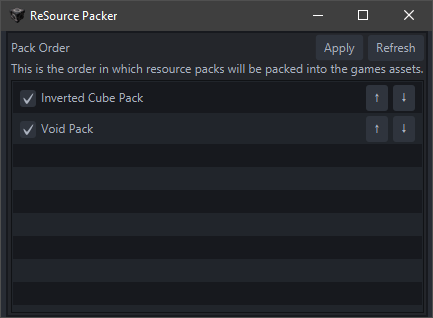 ReSource Packer
Pack Order Apply Refresh
This is the order in which resource packs will be packed into the games assets.
Inverted Cube Pack ↑ ↓
Void Pack ↑ ↓